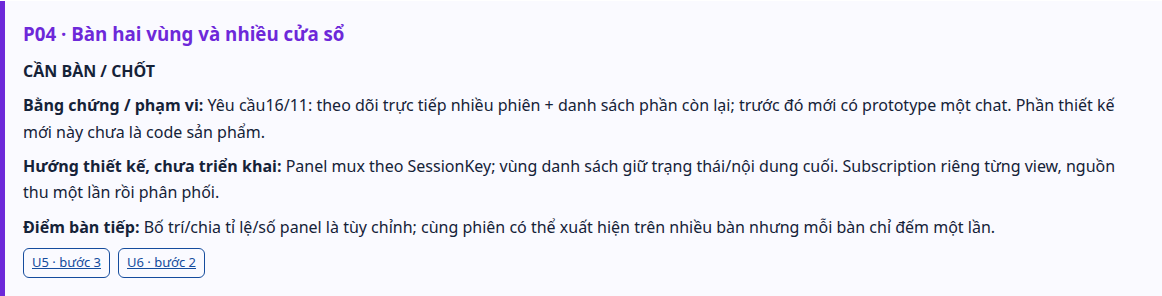 P04 · Bàn hai vùng và nhiều cửa sổ
CẦN BÀN / CHỐT
Bằng chứng / phạm vi: Yêu cầu16/11: theo dõi trực tiếp nhiều phiên + danh sách phần còn lại; trước đó mới có prototype một chat. Phần thiết kế
mới này chưa là code sản phẩm.
Hướng thiết kế, chưa triển khai: Panel mux theo SessionKey; vùng danh sách giữ trạng thái/nội dung cuối. Subscription riêng từng view, nguồn
thu một lần rồi phân phối.
Điểm bàn tiếp: Bố trí/chia tỉ lệ/số panel là tùy chỉnh; cùng phiên có thể xuất hiện trên nhiều bàn nhưng mỗi bàn chỉ đếm một lần.
U5 · bước 3 U6 · bước 2